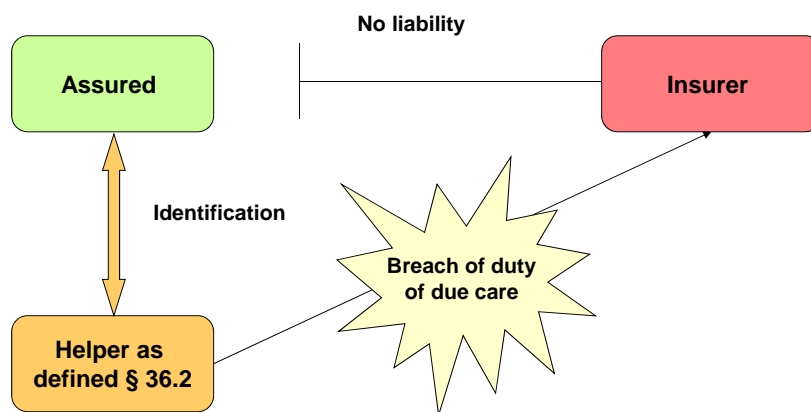 No liability
Assured
Insurer
Identification
Breach of duty
of due care
Helper as
defined § 36.2